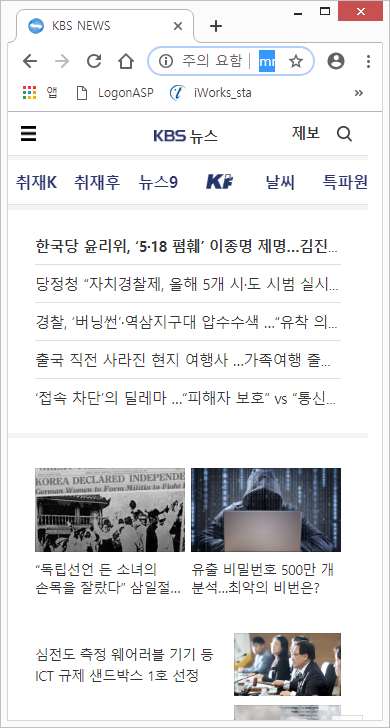 KBS NEWS
주의 요함
mr
앱
LogonASP
iWorks_sta
»
KBS 뉴스
제보
취재K 취재후 뉴스9 날씨 특파원
한국당 윤리위, ‘5·18 폄훼’ 이종명 제명…김진…
당정청 “자치경찰제, 올해 5개 시·도 시범 실시…
경찰, ‘버닝썬’·역삼지구대 압수수색 …“유착 의…
출국 직전 사라진 현지 여행사 …가족여행 줄…
‘접속 차단’의 딜레마 …“피해자 보호” vs “통신…
KOREA DECLARED INDEPENDE
German Women to Form Militia to Fight
“독립선언 든 소녀의
손목을 잘랐다” 삼일절…
유출 비밀번호 500만 개
분석…최악의 비번은?
심전도 측정 웨어러블 기기 등
ICT 규제 샌드박스 1호 선정